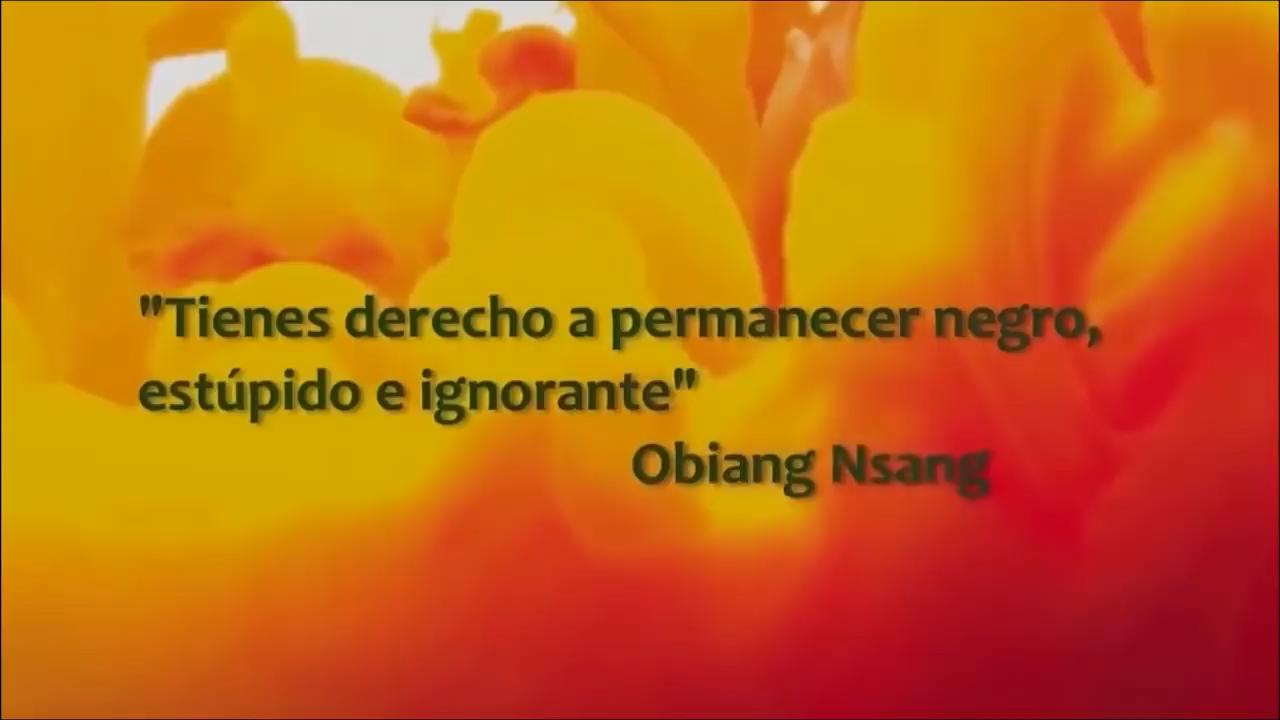 "Tienes derecho a permanecer negro,
estúpido e ignorante"
Obiang Nsang